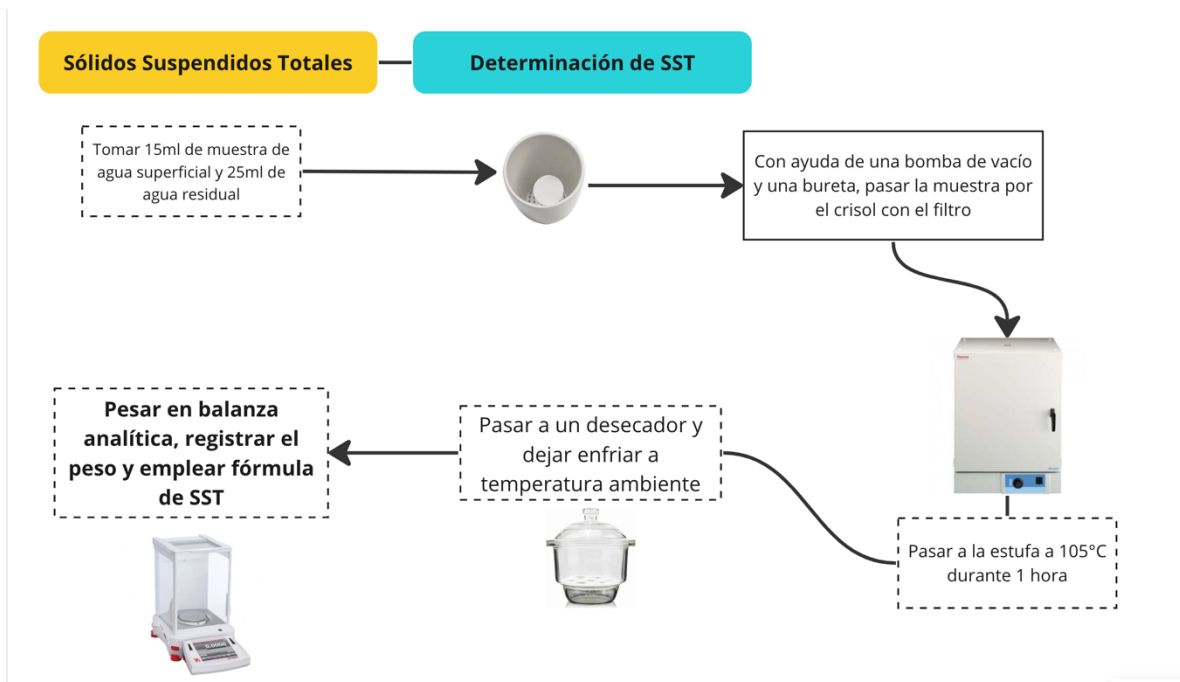 Sólidos Suspendidos Totales
Determinación de SST
Tomar 15ml de muestra de
agua superficial y 25ml de
agua residual
Con ayuda de una bomba de vacío
y una bureta, pasar la muestra por
el crisol con el filtro
Pasar a la estufa a 105°C
durante 1 hora
Pasar a un desecador y
dejar enfriar a
temperatura ambiente
Pesar en balanza
analítica, registrar el
peso y emplear fórmula
de SST